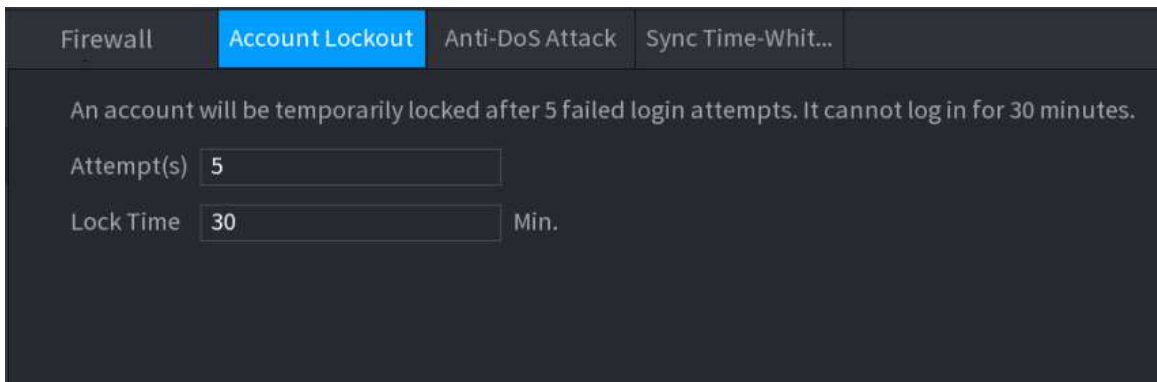 Firewall Account Lockout Anti-DoS Attack Sync Time-Whit...
An account will be temporarily locked after 5 failed login attempts. It cannot log in for 30 minutes.
Attempt(s) 5
Lock Time 30 Min.